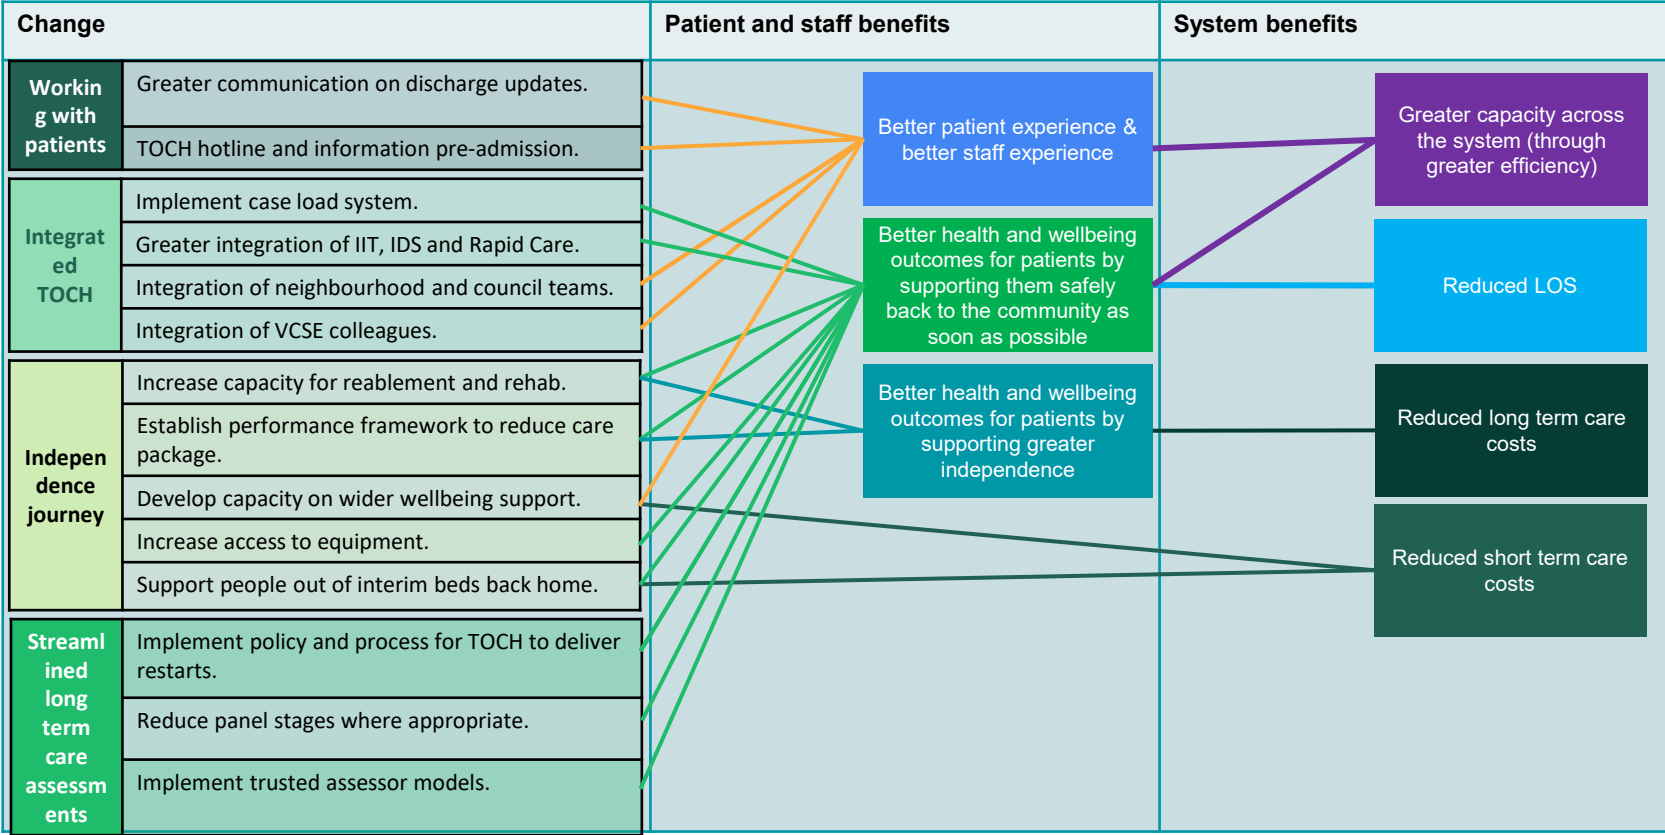 Change
Patient and staff benefits
System benefits
Workin
g with
patients
Greater communication on discharge updates.
TOCH hotline and information pre-admission.
Integrat
ed
TOCH
Implement case load system.
Greater integration of IIT, IDS and Rapid Care.
Integration of neighbourhood and council teams.
Integration of VCSE colleagues.
Indepen
dence
journey
Increase capacity for reablement and rehab.
Establish performance framework to reduce care
package.
Develop capacity on wider wellbeing support.
Increase access to equipment.
Support people out of interim beds back home.
Streaml
ined
long
term
care
assessm
ents
Implement policy and process for TOCH to deliver
restarts.
Reduce panel stages where appropriate.
Implement trusted assessor models.
Better patient experience &
better staff experience
Better health and wellbeing
outcomes for patients by
supporting them safely
back to the community as
soon as possible
Better health and wellbeing
outcomes for patients by
supporting greater
independence
Greater capacity across
the system (through
greater efficiency)
Reduced LOS
Reduced long term care
costs
Reduced short term care
costs